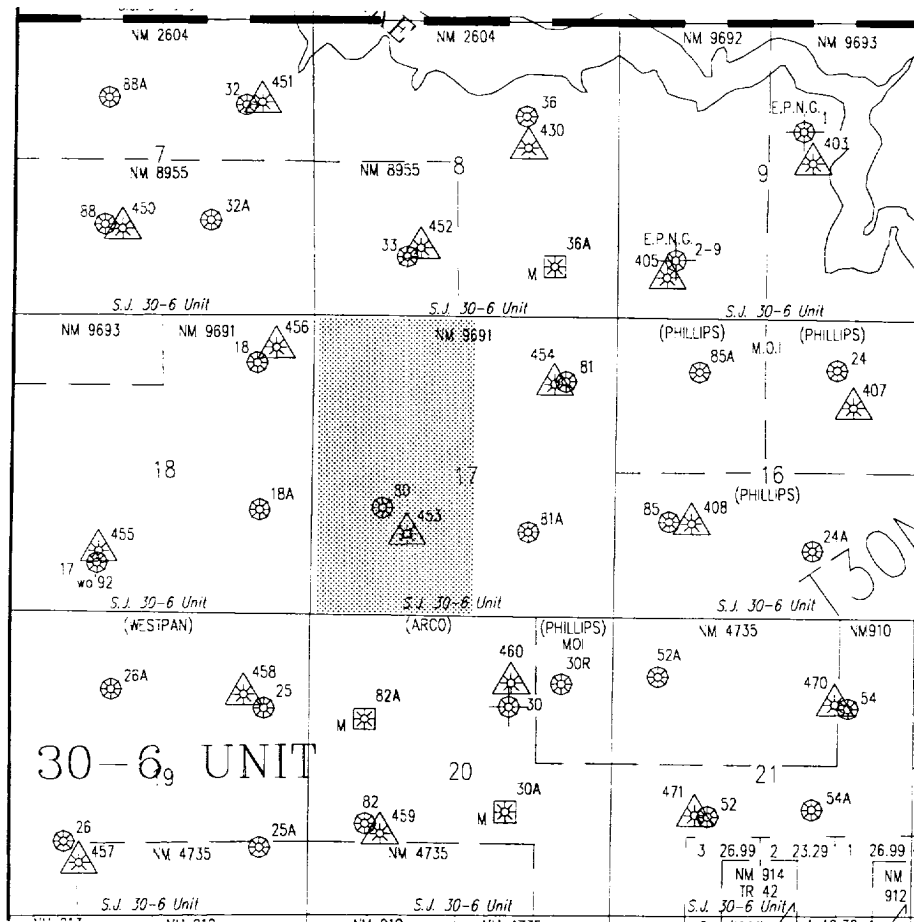 NM 2604
NM 2604
NM 9692
NM 9693
88A
32
451
36
430
E.P.N.G.
1
403
7
8
9
NM 8955
NM 8955
88
450
32A
33
452
36A
M
E.P.N.G.
2-9
405
S.J. 30-6 Unit
S.J. 30-6 Unit
S.J. 30-6 Unit
NM 9693
NM 9691
456
18
NM 9691
454
81
(PHILLIPS)
M.O.I
(PHILLIPS)
85A
24
407
18
17
16
(PHILLIPS)
18A
80
453
81A
85
408
24A
455
17
wo'92
T30N
S.J. 30-6 Unit
S.J. 30-6 Unit
S.J. 30-6 Unit
(WESTPAN)
(ARCO)
(PHILLIPS)
MOI
30R
NM 4735
NM910
26A
458
25
82A
M
460
30
52A
470
54
30-6 UNIT
19
20
21
82
459
30A
M
471
52
54A
26
457
25A
NM 4735
NM 4735
3
26.99
2
23.29
1
26.99
NM 914
TR 42
NM
912
S.J. 30-6 Unit
S.J. 30-6 Unit
S.J. 30-6 Unit